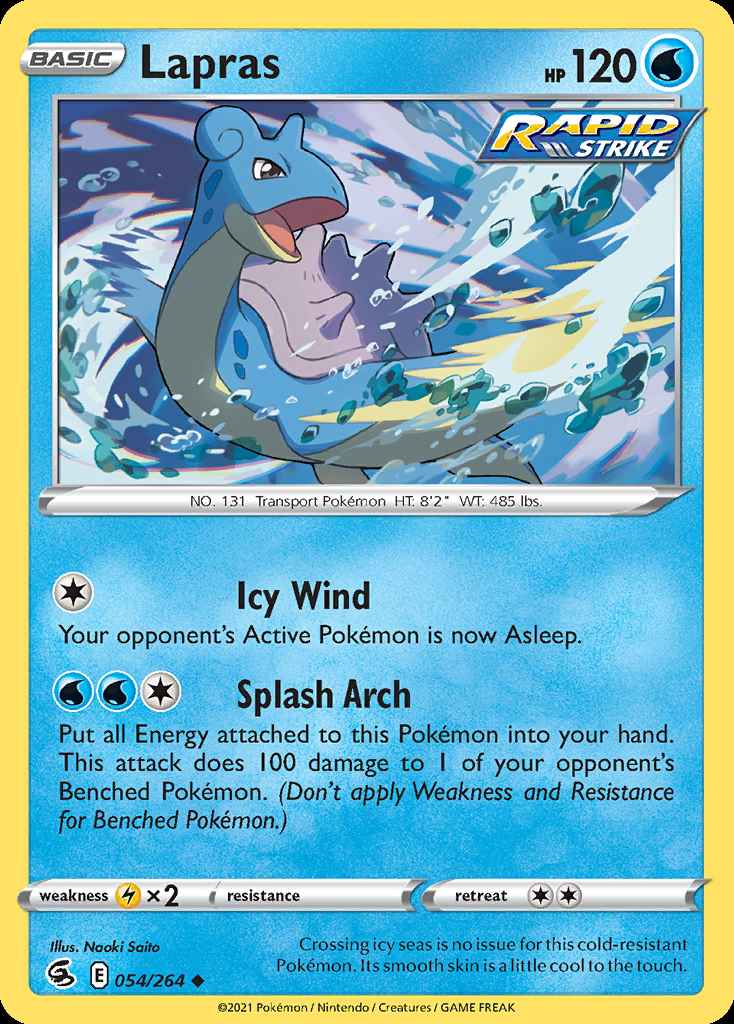 BASIC Lapras HP 120
RAPID
STRIKE
NO. 131 Transport Pokémon HT: 8'2" WT: 485 lbs.
Icy Wind
Your opponent's Active Pokémon is now Asleep.
Splash Arch
Put all Energy attached to this Pokémon into your hand.
This attack does 100 damage to 1 of your opponent's
Benched Pokémon. (Don't apply Weakness and Resistance
for Benched Pokémon.)
weakness ×2 resistance retreat
Illus. Naoki Saito
Crossing icy seas is no issue for this cold-resistant
Pokémon. Its smooth skin is a little cool to the touch.
E 054/264
©2021 Pokémon / Nintendo / Creatures / GAME FREAK